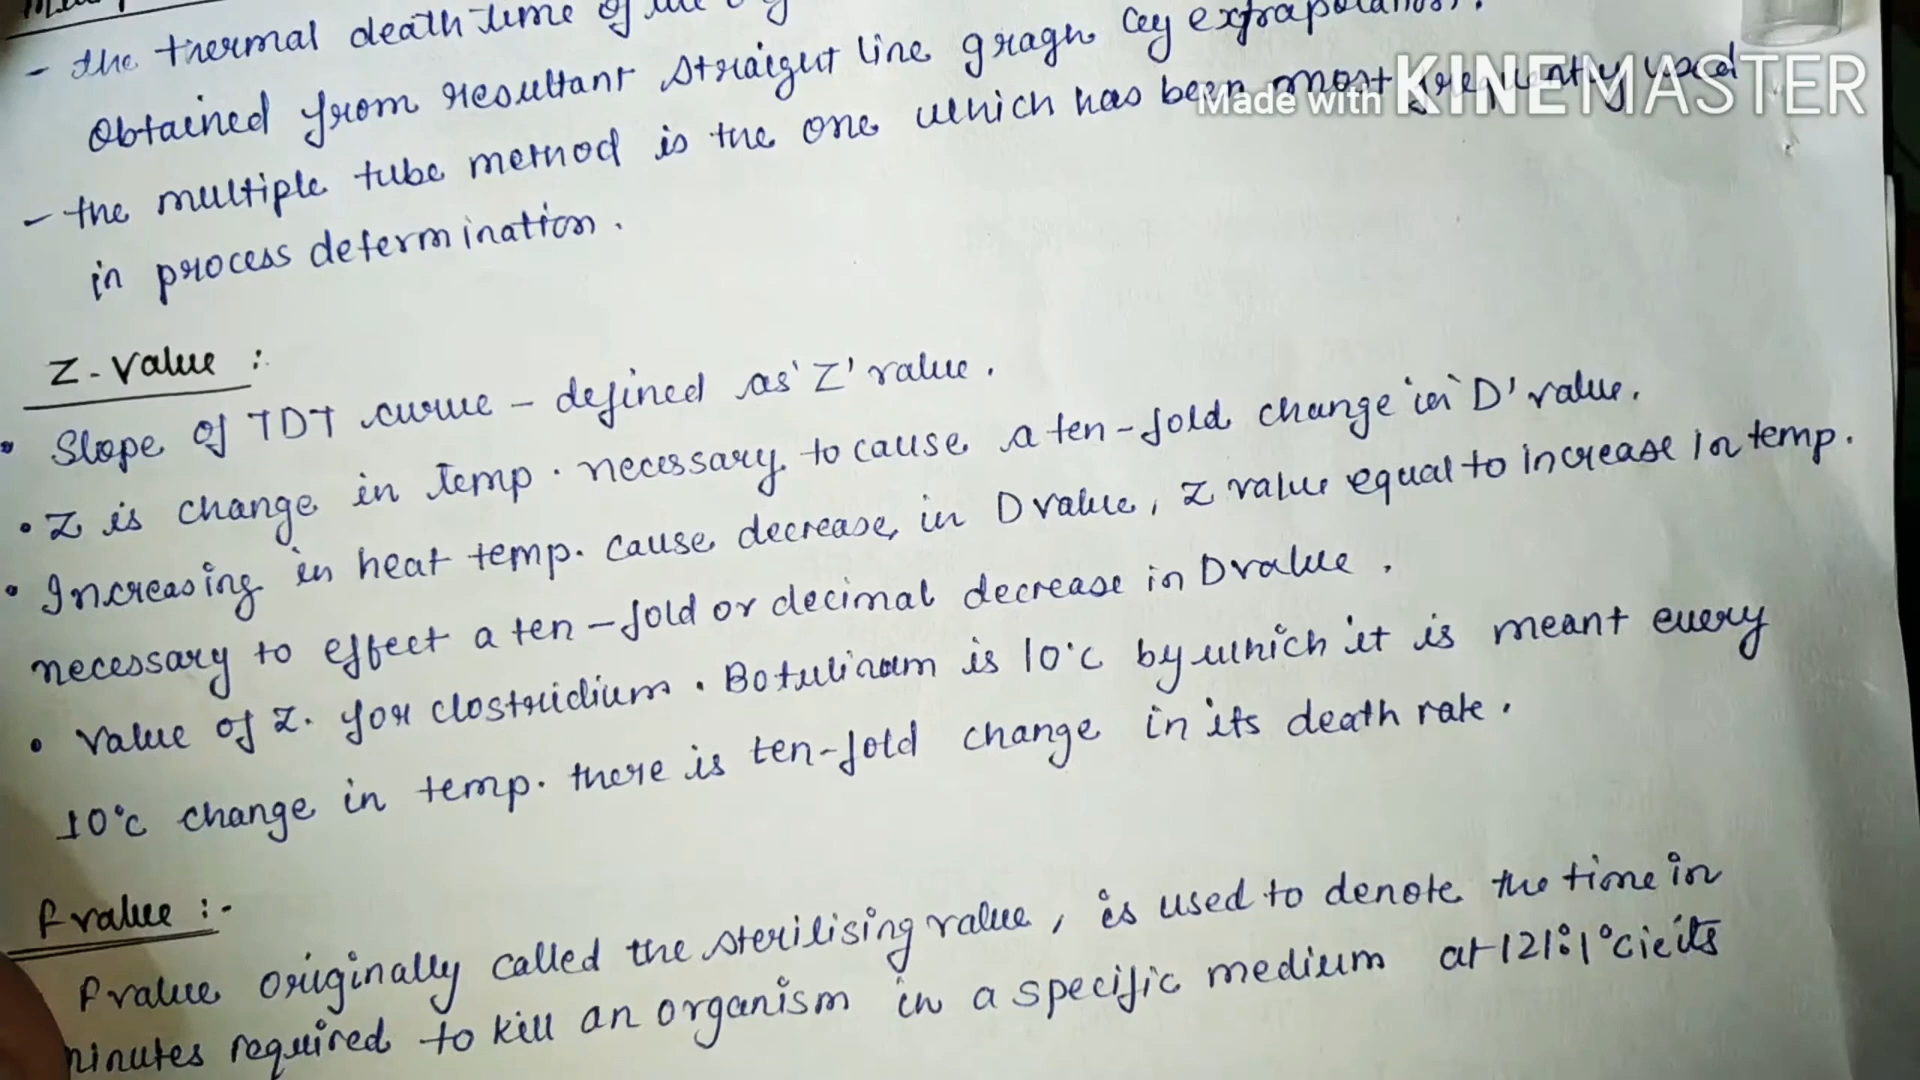 - the thermal death time of the
obtained from resultant straight line graph by extrapolation.
- the multiple tube method is the one which has been most frequently used
in process determination.
Made with KINEMASTER
Z-Value :
• Slope of TDT curve - defined as 'Z' value.
• Z is change in temp. necessary to cause a ten-fold change in 'D' value.
• Increasing in heat temp. cause decrease in D value, Z value equal to increase in temp.
necessary to effect a ten-fold or decimal decrease in D value.
• Value of Z. for clostridium. Botulinum is 10°C by which it is meant every
10°C change in temp. there is ten-fold change in its death rate.
F value :-
F value originally called the sterilising value, is used to denote the time in
minutes required to kill an organism in a specific medium at 121.1°C ie its